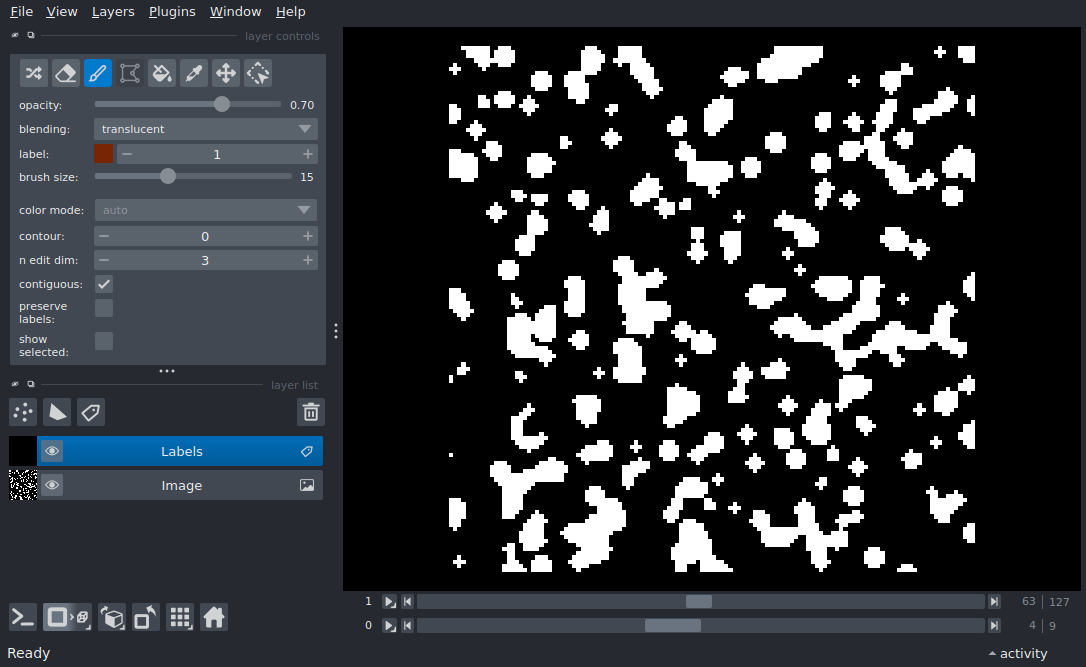 File View Layers Plugins Window Help
layer controls
opacity: 0.70
blending: translucent
label: 1
brush size: 15
color mode: auto
contour: 0
n edit dim: 3
contiguous:
preserve
labels:
show
selected:
layer list
Labels
Image
1 63 127
0 4 9
Ready activity